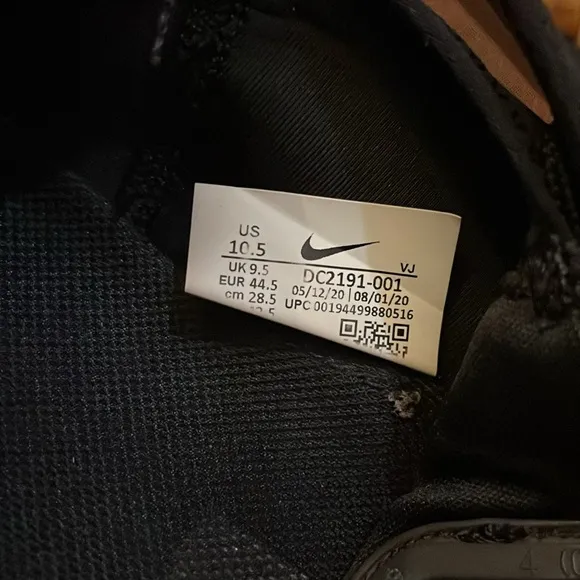 US
10.5
UK 9.5
EUR 44.5
cm 28.5
VJ
DC2191-001
05/12/20 | 08/01/20
UPC 00194499880516
4